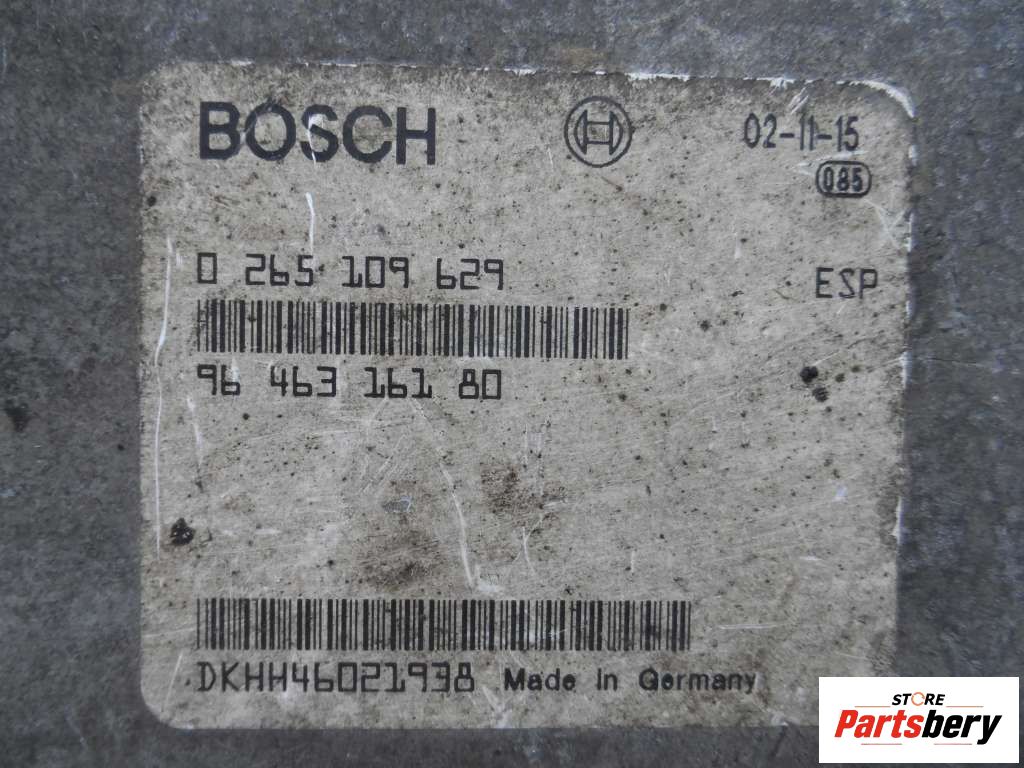 BOSCH 02-11-15
085
0 265 109 629 ESP
96 463 161 80
DKHH46021938 Made in Germany
STORE
Partsbery